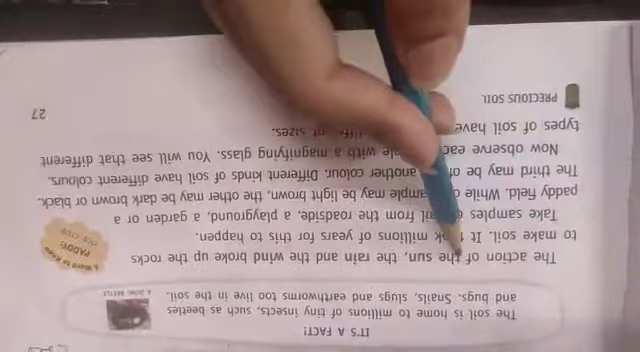 IT'S A FACT!
The soil is home to millions of tiny insects, such as beetles
and bugs. Snails, slugs and earthworms too live in the soil.
A DUNG BEETLE
The action of the sun, the rain and the wind broke up the rocks
to make soil. It took millions of years for this to happen.
A Word to Know
PADDY:
Take samples of soil from the roadside, a playground, a garden or a
paddy field. While one sample may be light brown, the other may be dark brown or black.
The third may be of another colour. Different kinds of soil have different colours.
Now observe each sample with a magnifying glass. You will see that different
types of soil have different sizes.
PRECIOUS SOIL
27